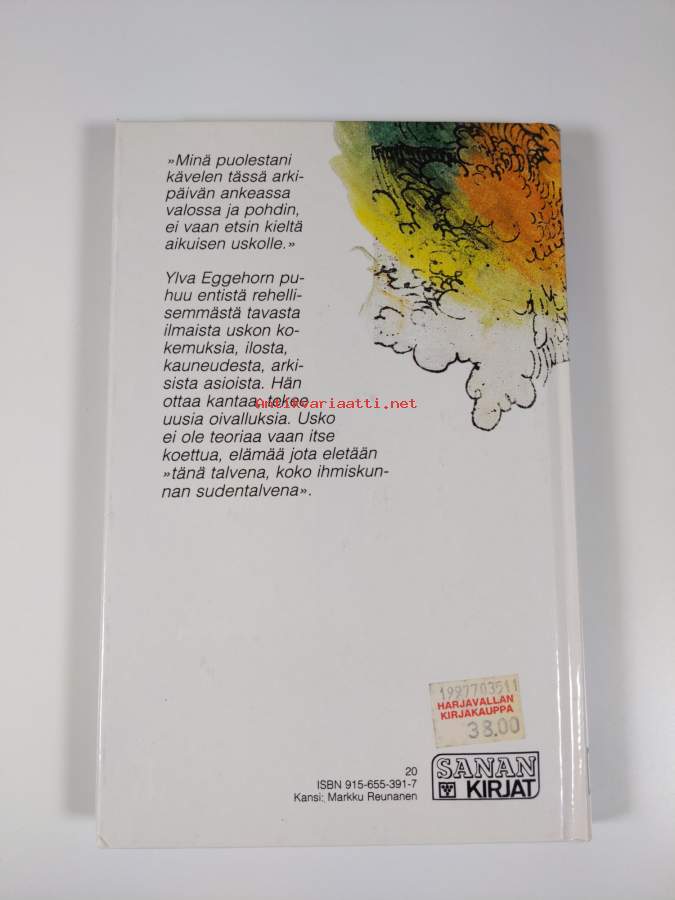 »Minä puolestani
kävelen tässä arki-
päivän ankeassa
valossa ja pohdin,
ei vaan etsin kieltä
aikuisen uskolle.»
Ylva Eggehorn pu-
huu entistä rehelli-
semmästä tavasta
ilmaista uskon ko-
kemuksia, ilosta,
kauneudesta, arki-
sista asioista. Hän
ottaa kantaa, tekee
Antikvariaatti.net
uusia oivalluksia. Usko
ei ole teoriaa vaan itse
koettua, elämää jota eletään
»tänä talvena, koko ihmiskun-
nan sudentalvena».
1997703511
HARJAVALLAN
KIRJAKAUPPA
38.00
20
ISBN 915-655-391-7
Kansi: Markku Reunanen
SANAN
KIRJAT